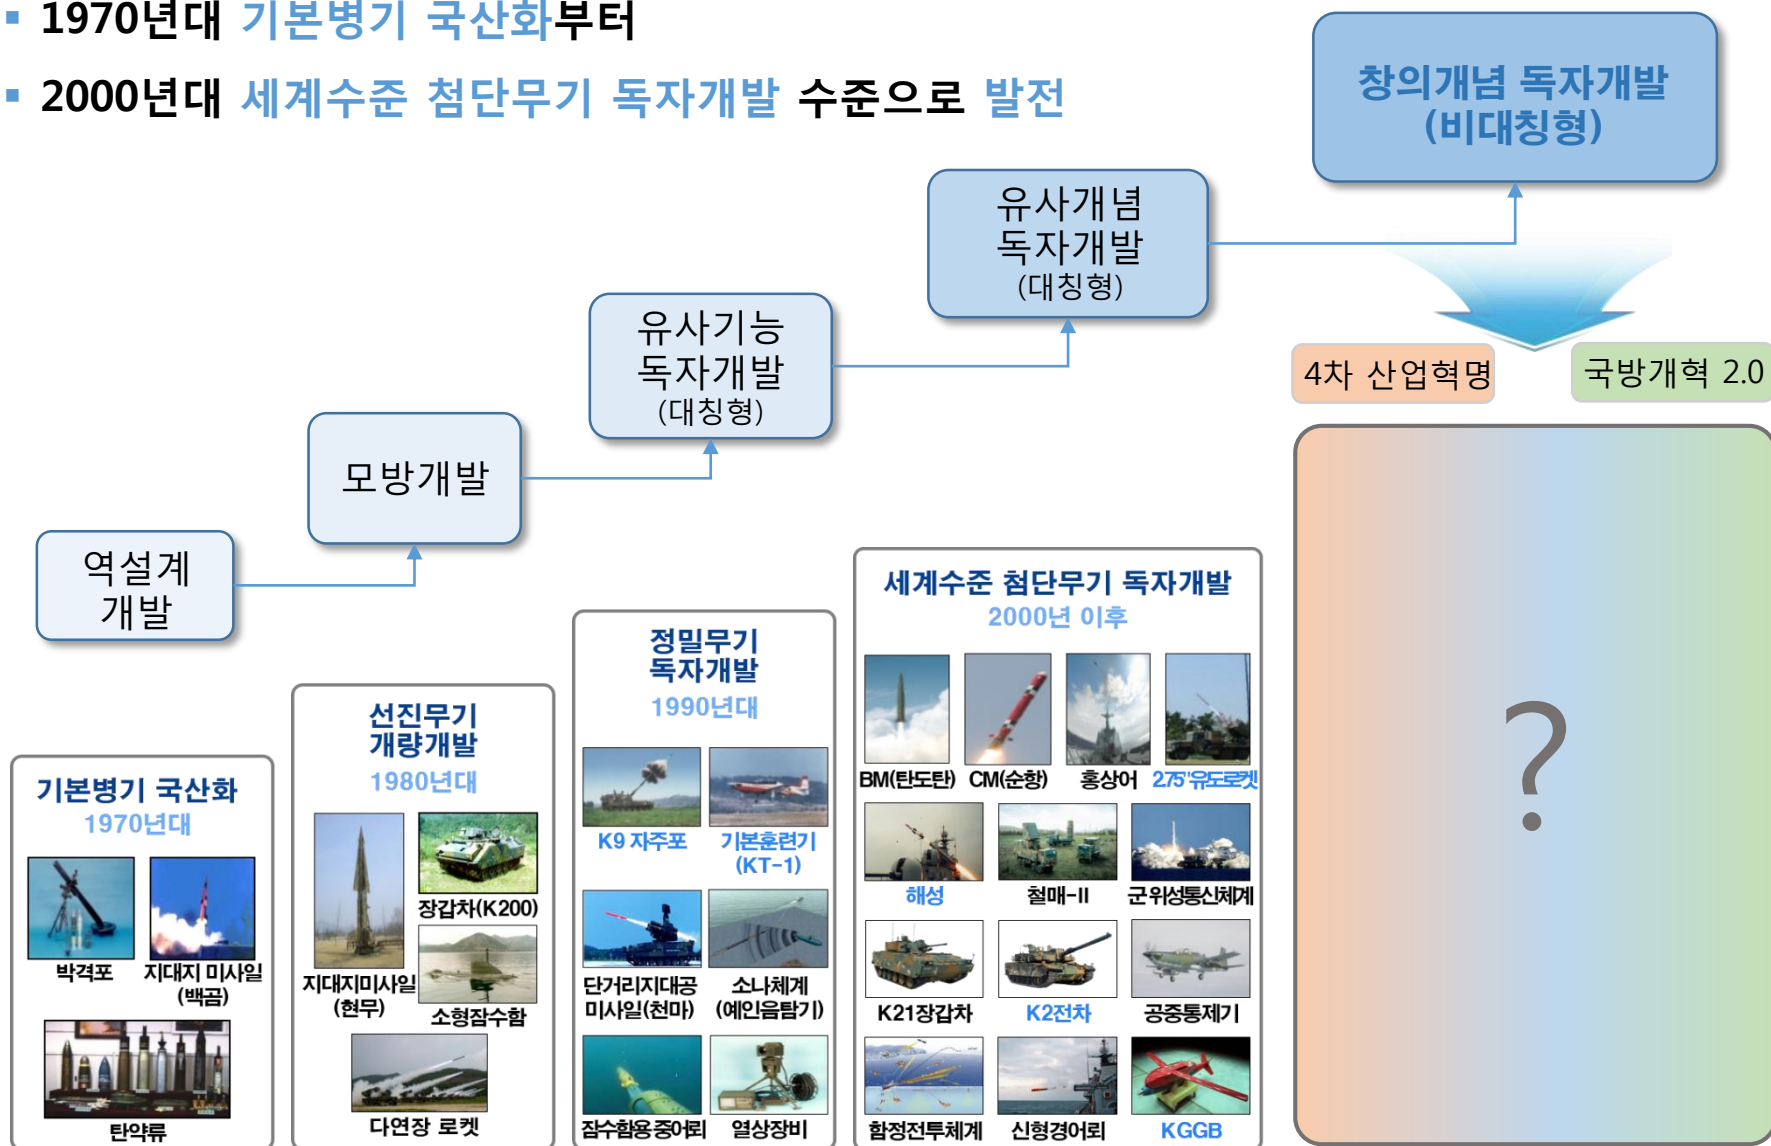 ▪ 1970년대 기본병기 국산화부터
▪ 2000년대 세계수준 첨단무기 독자개발 수준으로 발전
창의개념 독자개발
(비대칭형)
유사개념
독자개발
(대칭형)
유사기능
독자개발
(대칭형)
모방개발
역설계
개발
4차 산업혁명
국방개혁 2.0
?
기본병기 국산화
1970년대
박격포
지대지 미사일
(백곰)
탄약류
선진무기
개량개발
1980년대
지대지미사일
(현무)
장갑차(K200)
소형잠수함
다연장 로켓
정밀무기
독자개발
1990년대
K9 자주포
기본훈련기
(KT-1)
단거리지대공
미사일(천마)
소나체계
(예인음탐기)
잠수함용 중어뢰
열상장비
세계수준 첨단무기 독자개발
2000년 이후
BM(탄도탄)
CM(순항)
홍상어
2.75"유도로켓
해성
철매-II
군 위성통신체계
K21장갑차
K2전차
공중통제기
함정전투체계
신형경어뢰
KGGB